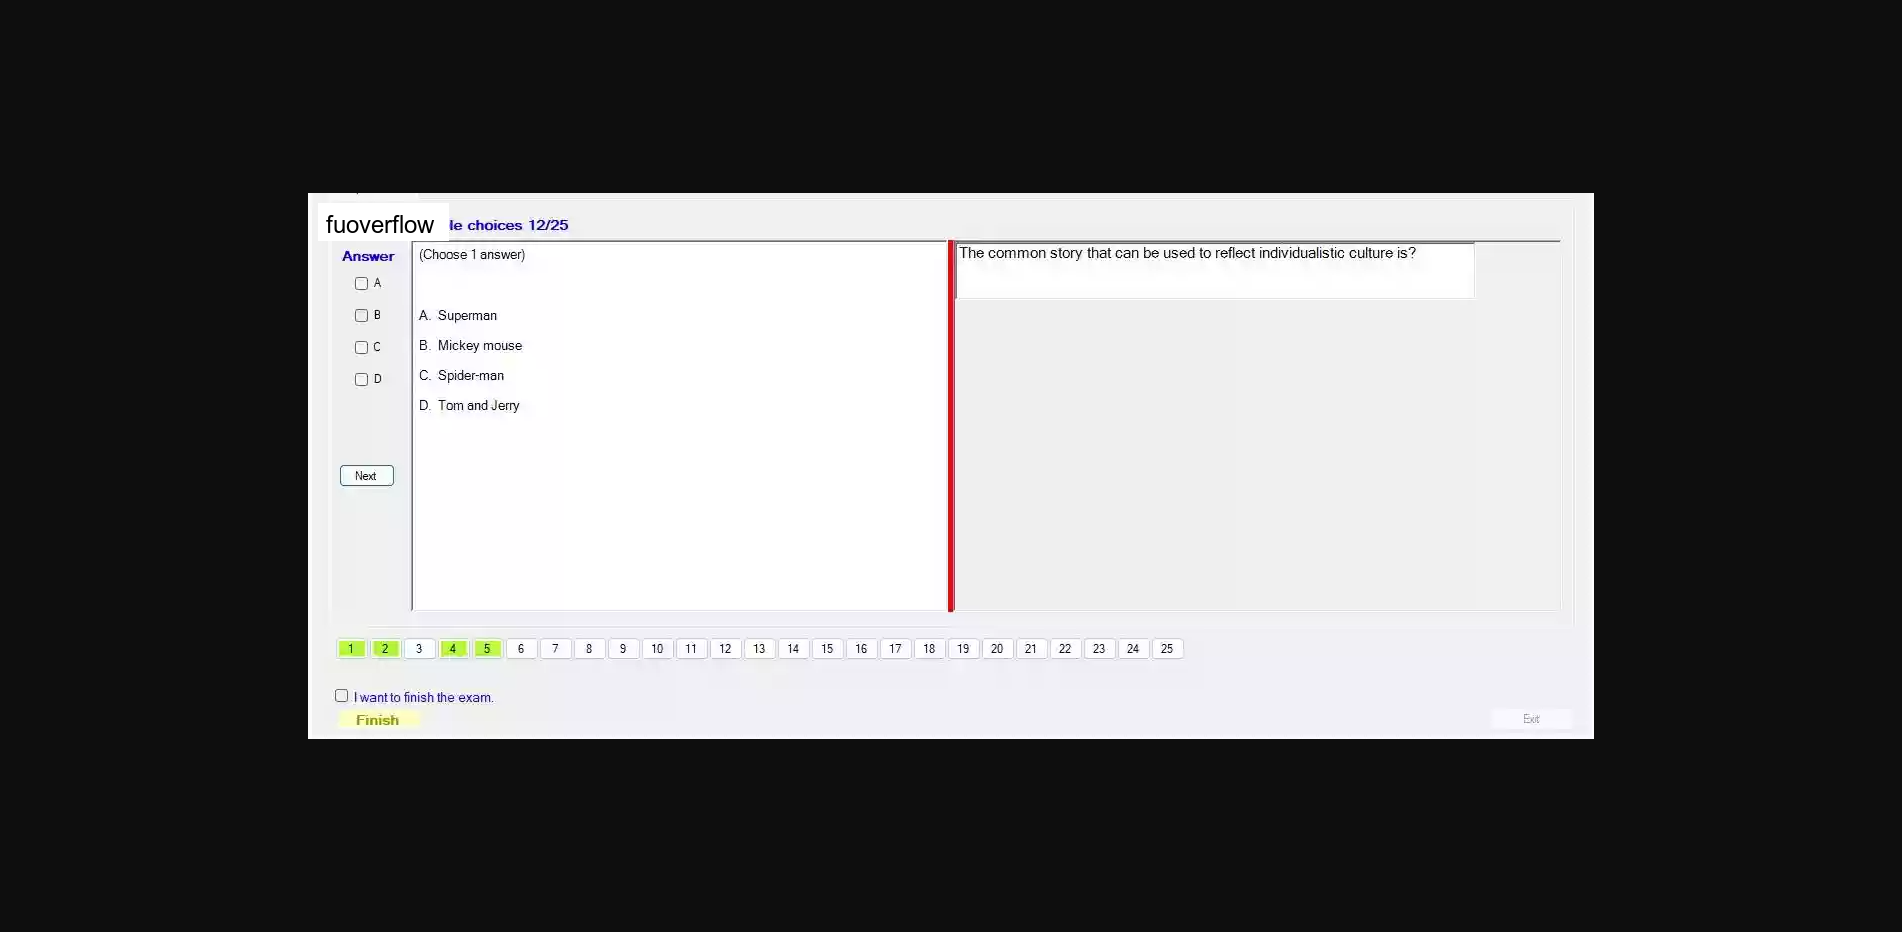 fuoverflow
le choices 12/25
Answer
(Choose 1 answer)
The common story that can be used to reflect individualistic culture is?
A
B
C
D
A. Superman
B. Mickey mouse
C. Spider-man
D. Tom and Jerry
Next
1 2 3 4 5 6 7 8 9 10 11 12 13 14 15 16 17 18 19 20 21 22 23 24 25
I want to finish the exam.
Finish
Exit